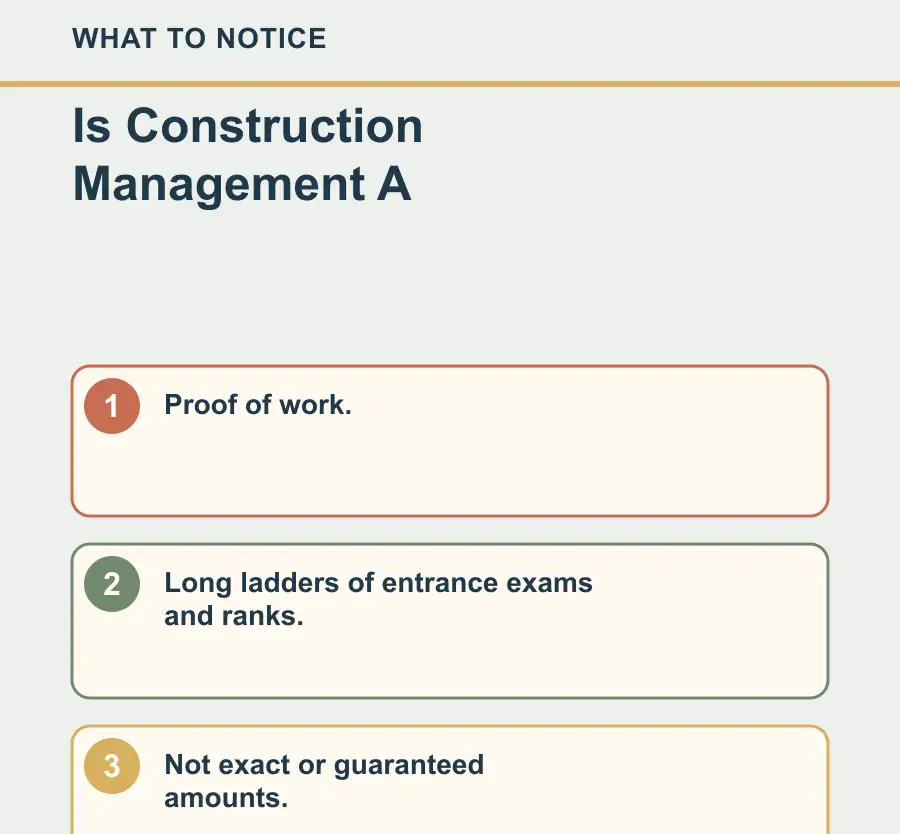 WHAT TO NOTICE
Is Construction
Management A
1
Proof of work.
2
Long ladders of entrance exams
and ranks.
3
Not exact or guaranteed
amounts.